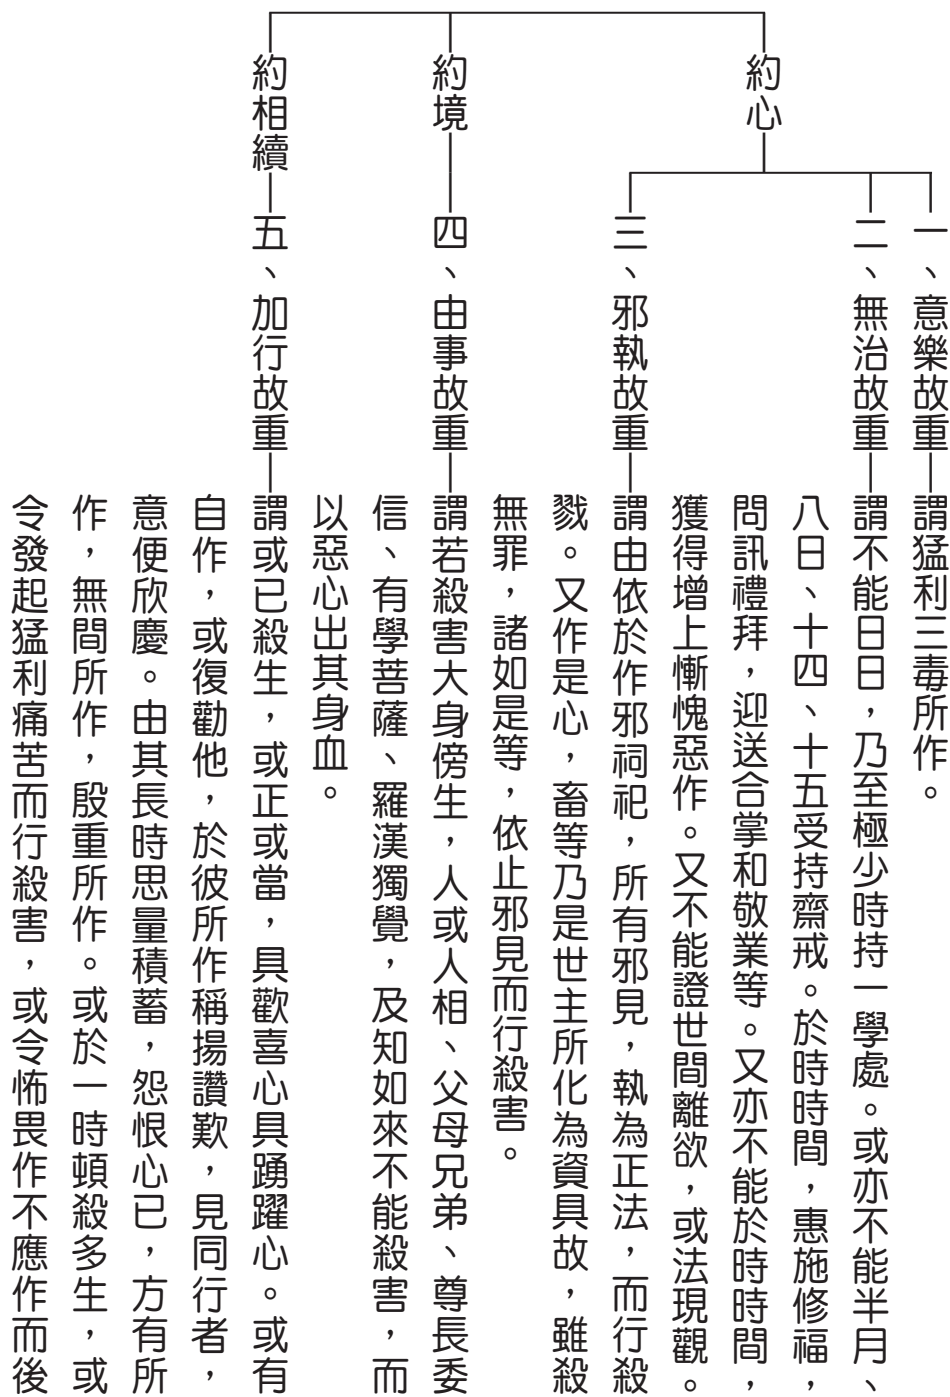 約心
一、意樂故重
謂猛利三毒所作。
二、無治故重
謂不能日日，乃至極少時持一學處。或亦不能半月、
八日、十四、十五受持齋戒。於時時間，惠施修福，
問訊禮拜，迎送合掌和敬業等。又亦不能於時時間，
獲得增上慚愧惡作。又不能證世間離欲，或法現觀。
三、邪執故重
謂由依於作邪祠祀，所有邪見，執為正法，而行殺
戮。又作是心，畜等乃是世主所化為資具故，雖殺
無罪，諸如是等，依止邪見而行殺害。
約境
四、由事故重
謂若殺害大身傍生，人或人相、父母兄弟、尊長委
信、有學菩薩、羅漢獨覺，及知如來不能殺害，而
以惡心出其身血。
約相續
五、加行故重
謂或已殺生，或正或當，具歡喜心具踴躍心。或有
自作，或復勸他，於彼所作稱揚讚歎，見同行者，
意便欣慶。由其長時思量積蓄，怨恨心已，方有所
作，無間所作，殷重所作。或於一時頓殺多生，或
令發起猛利痛苦而行殺害，或令怖畏作不應作而後